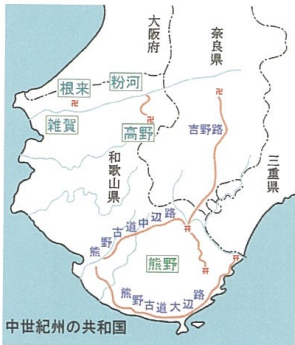 大阪府
奈良県
根来
粉河
雑賀
高野
吉野路
和歌山県
三重県
熊野古道中辺路
熊野
熊野古道大辺路
中世紀州の共和国